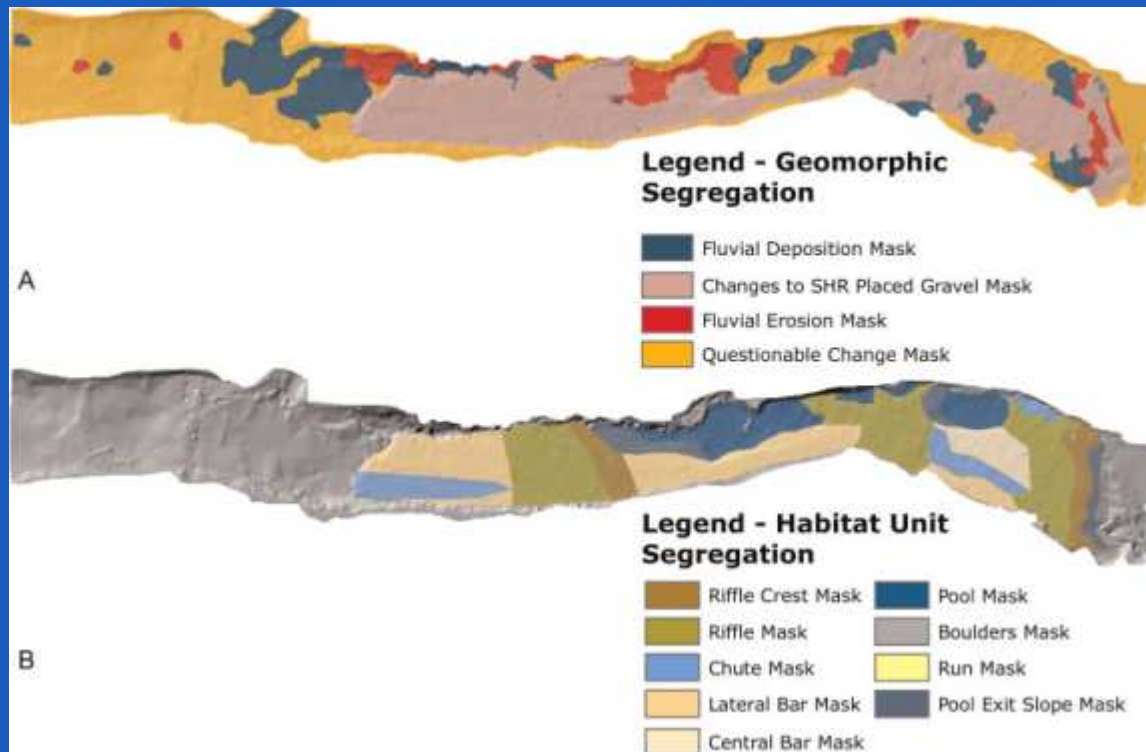 Legend - Geomorphic
Segregation
Fluvial Deposition Mask
A
Changes to SHR Placed Gravel Mask
Fluvial Erosion Mask
Questionable Change Mask
Legend - Habitat Unit
Segregation
Riffle Crest Mask
Pool Mask
Riffle Mask
Boulders Mask
B
Chute Mask
Run Mask
Lateral Bar Mask
Pool Exit Slope Mask
Central Bar Mask